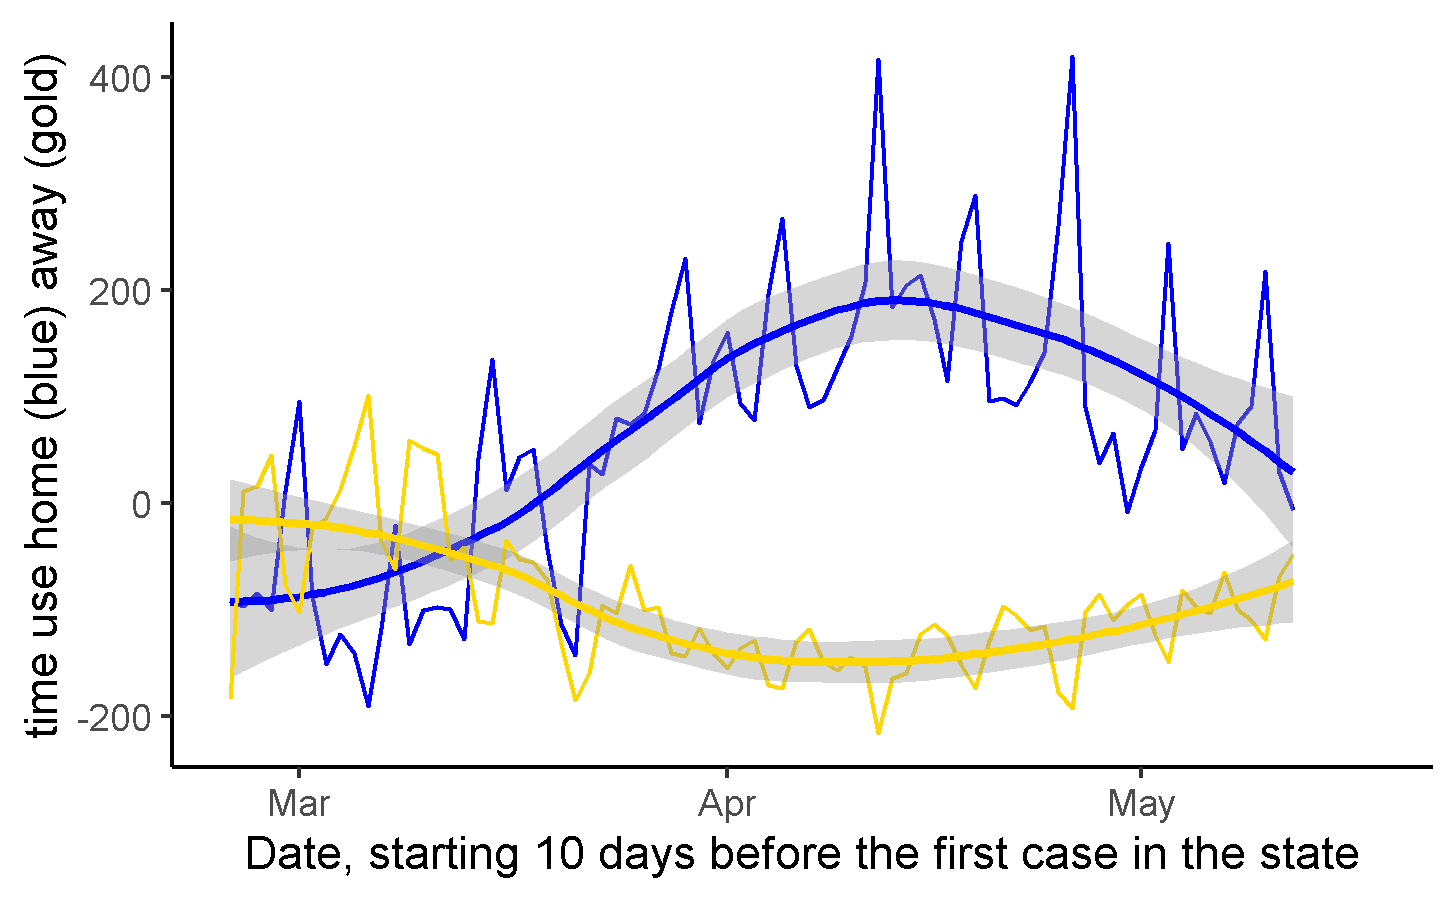 time use home (blue) away (gold)
400
200
0
-200
Mar Apr May
Date, starting 10 days before the first case in the state